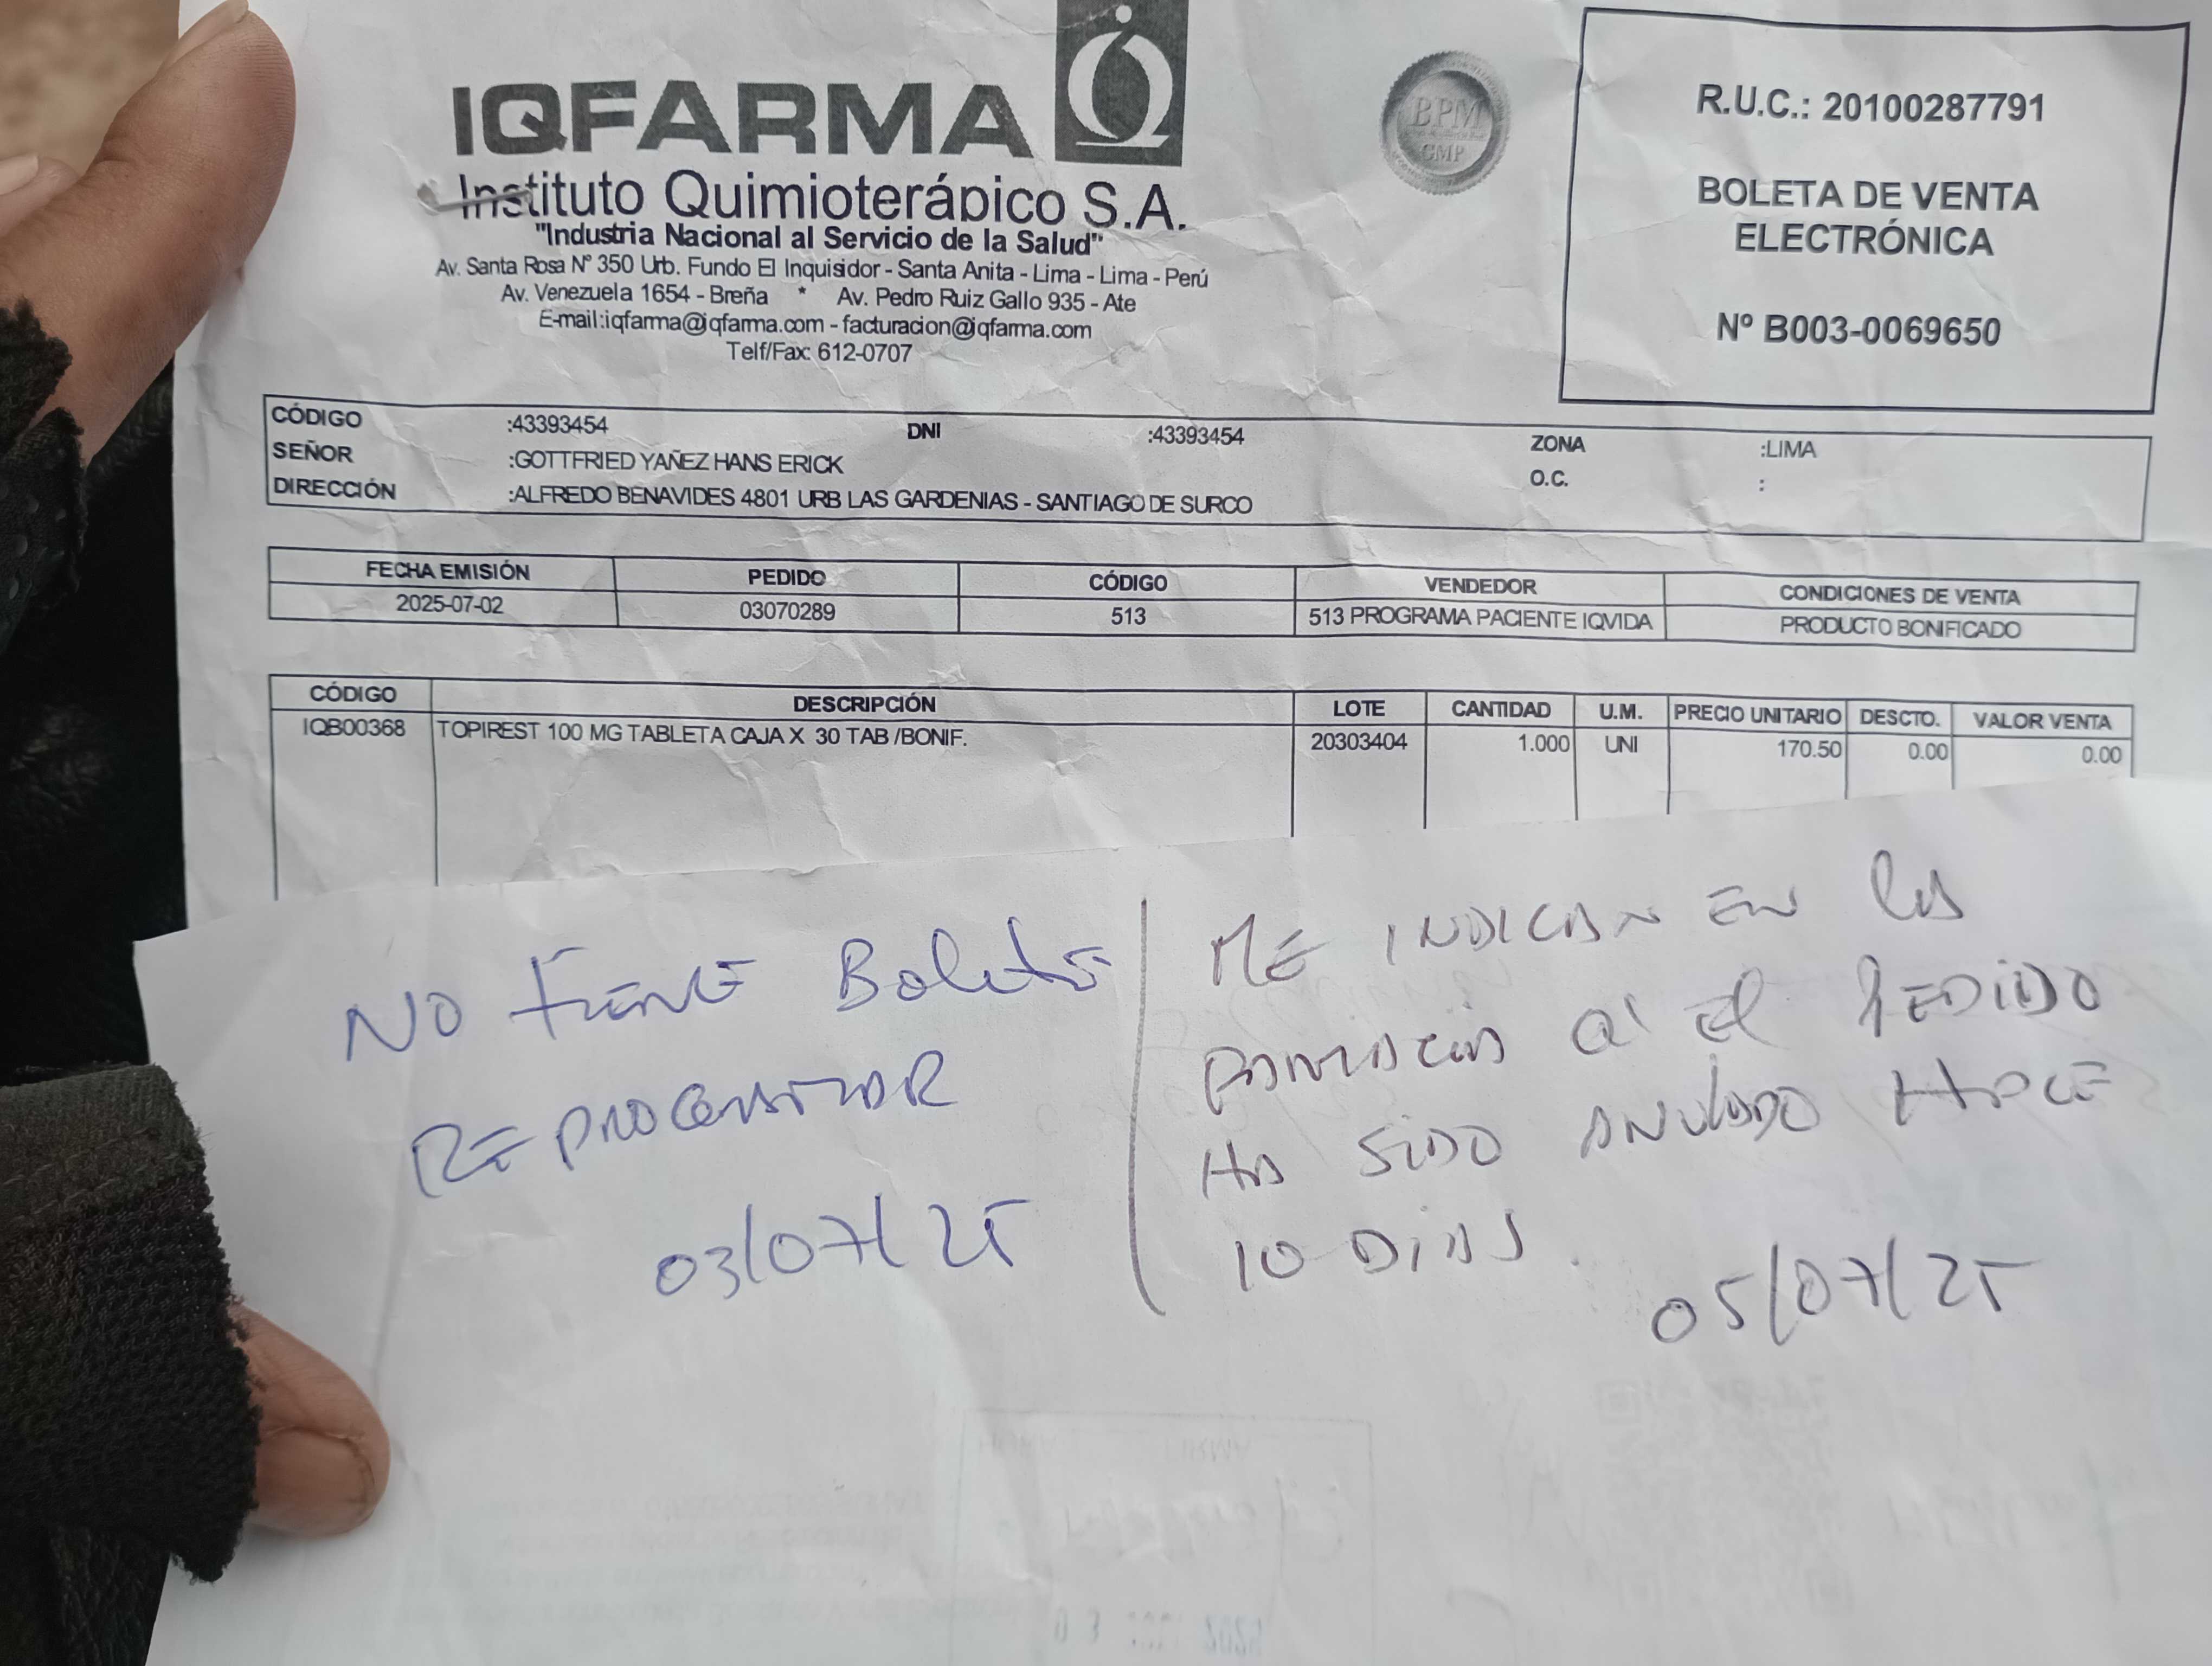 IQFARMA
Instituto Quimioterápico S.A.
"Industria Nacional al Servicio de la Salud"
Av. Santa Rosa Nº 350 Urb. Fundo El Inquisidor - Santa Anita - Lima - Lima - Perú
Av. Venezuela 1654 - Breña * Av. Pedro Ruiz Gallo 935 - Ate
E-mail:iqfarma@iqfarma.com - facturacion@iqfarma.com
Telf/Fax: 612-0707
BPM
GMP
R.U.C.: 20100287791
BOLETA DE VENTA
ELECTRÓNICA
Nº B003-0069650
CÓDIGO :43393454 DNI :43393454 ZONA :LIMA
SEÑOR :GOTTFRIED YAÑEZ HANS ERICK O.C. :
DIRECCIÓN :ALFREDO BENAVIDES 4801 URB LAS GARDENIAS - SANTIAGO DE SURCO
FECHA EMISIÓN PEDIDO CÓDIGO VENDEDOR CONDICIONES DE VENTA
2025-07-02 03070289 513 513 PROGRAMA PACIENTE IQVIDA PRODUCTO BONIFICADO
CÓDIGO DESCRIPCIÓN LOTE CANTIDAD U.M. PRECIO UNITARIO DESCTO. VALOR VENTA
IQB00368 TOPIREST 100 MG TABLETA CAJA X 30 TAB /BONIF. 20303404 1.000 UNI 170.50 0.00 0.00
NO TIENE Boleta
REPROGRAMAR
03/07/25
ME INDICAN EN LA
FARMACIA Q' EL PEDIDO
HA SIDO ANULADO HACE
10 DIAS.
05/07/25